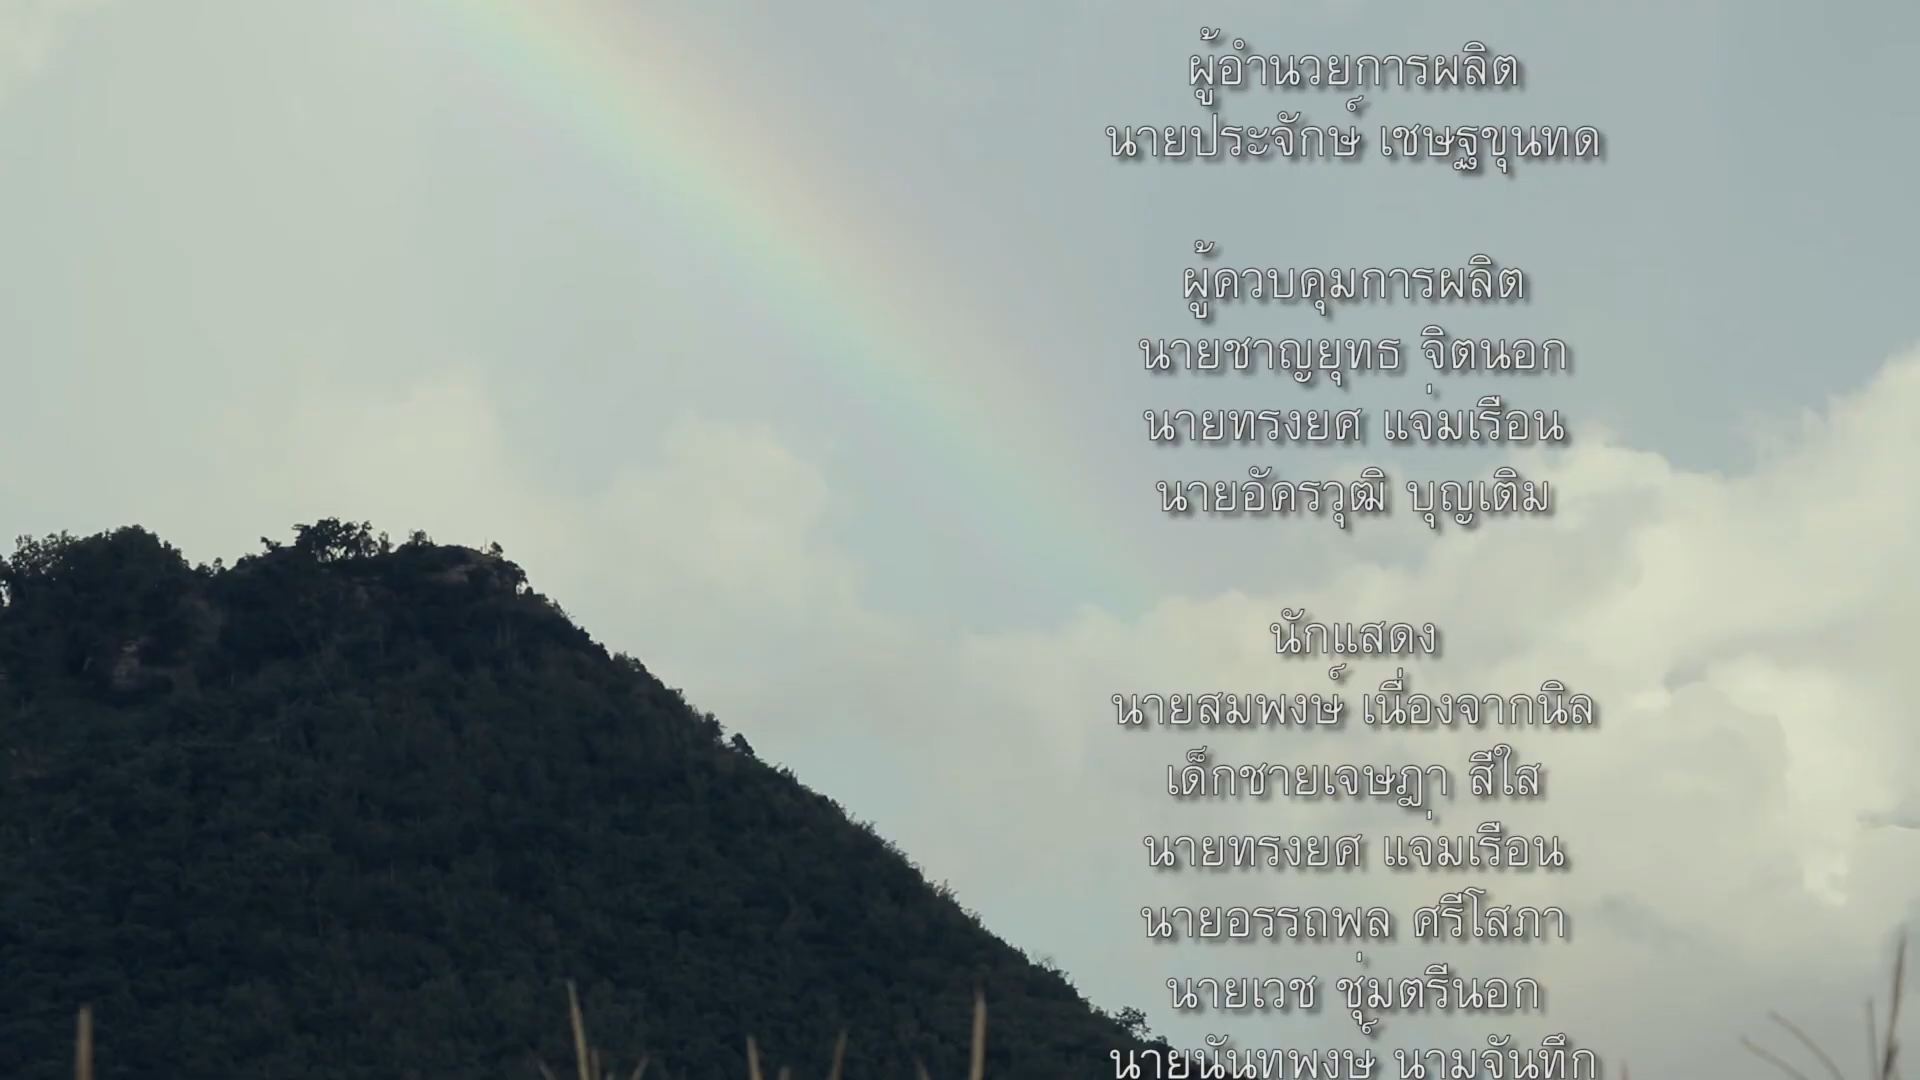 ผู้อำนวยการผลิต
นายประจักษ์ เชษฐขุนทด
ผู้ควบคุมการผลิต
นายชาญยุทธ จิตนอก
นายทรงยศ แจ่มเรือน
นายอัครวุฒิ บุญเติม
นักแสดง
นายสมพงษ์ เนื่องจากนิล
เด็กชายเจษฎา สีใส
นายทรงยศ แจ่มเรือน
นายอรรถพล ศรีโสภา
นายเวช ชุ่มตรีนอก
นายนันทพงษ์ นามจันทึก